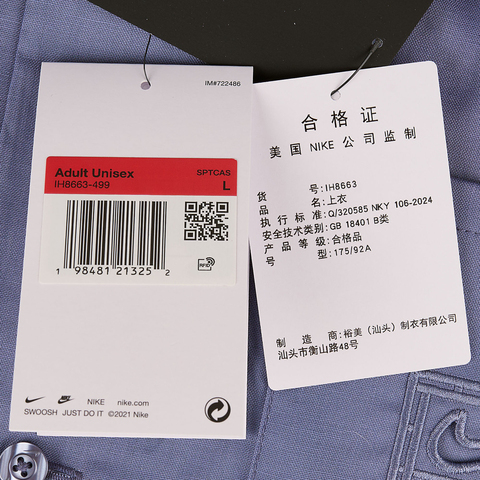 IM#722486
Adult Unisex
SPTCAS
IH8663-499
L
1 98481 21325 2
RFID
NIKE
nike.com
SWOOSH JUST DO IT ©2021 Nike
合格证
美国 NIKE 公司监制
货 号: IH8663
品 名: 上衣
执行标准: Q/320585 NKY 106-2024
安全技术类别: GB 18401 B类
产品等级: 合格品
号 型: 175/92A
制造商: 裕美（汕头）制衣有限公司
汕头市衡山路48号